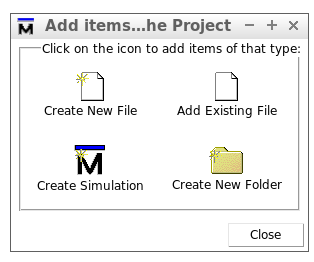 Add items...he Project
Click on the icon to add items of that type:
Create New File
Add Existing File
Create Simulation
Create New Folder
Close